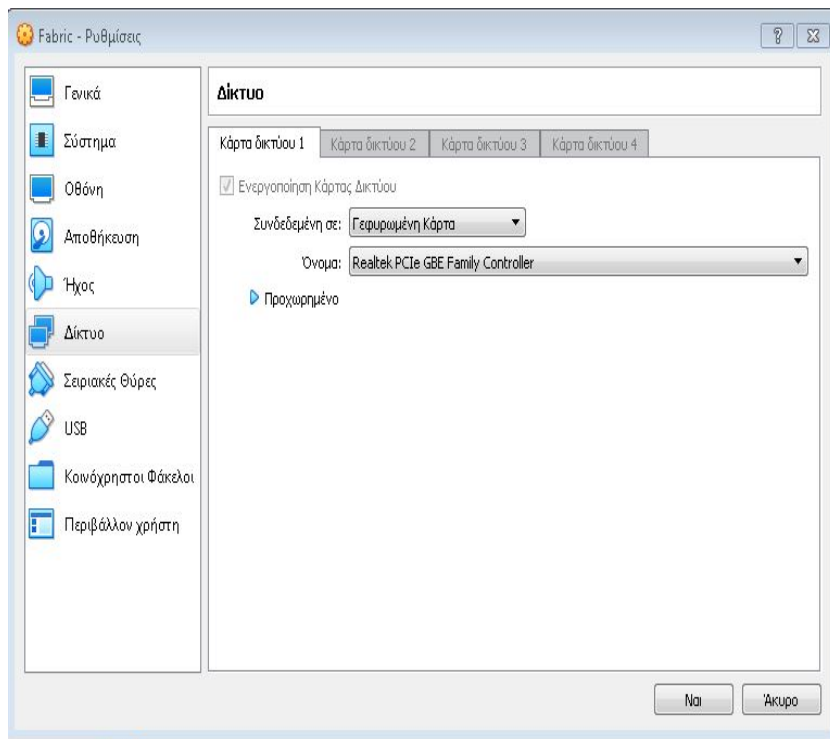 Fabric - Ρυθμίσεις
Γενικά
Σύστημα
Οθόνη
Αποθήκευση
Ήχος
Δίκτυο
Σειριακές Θύρες
USB
Κοινόχρηστοι Φάκελοι
Περιβάλλον χρήστη
Δίκτυο
Κάρτα δικτύου 1 Κάρτα δικτύου 2 Κάρτα δικτύου 3 Κάρτα δικτύου 4
Ενεργοποίηση Κάρτας Δικτύου
Συνδεδεμένη σε: Γεφυρωμένη Κάρτα
Όνομα: Realtek PCIe GBE Family Controller
Προχωρημένο
Ναι Άκυρο